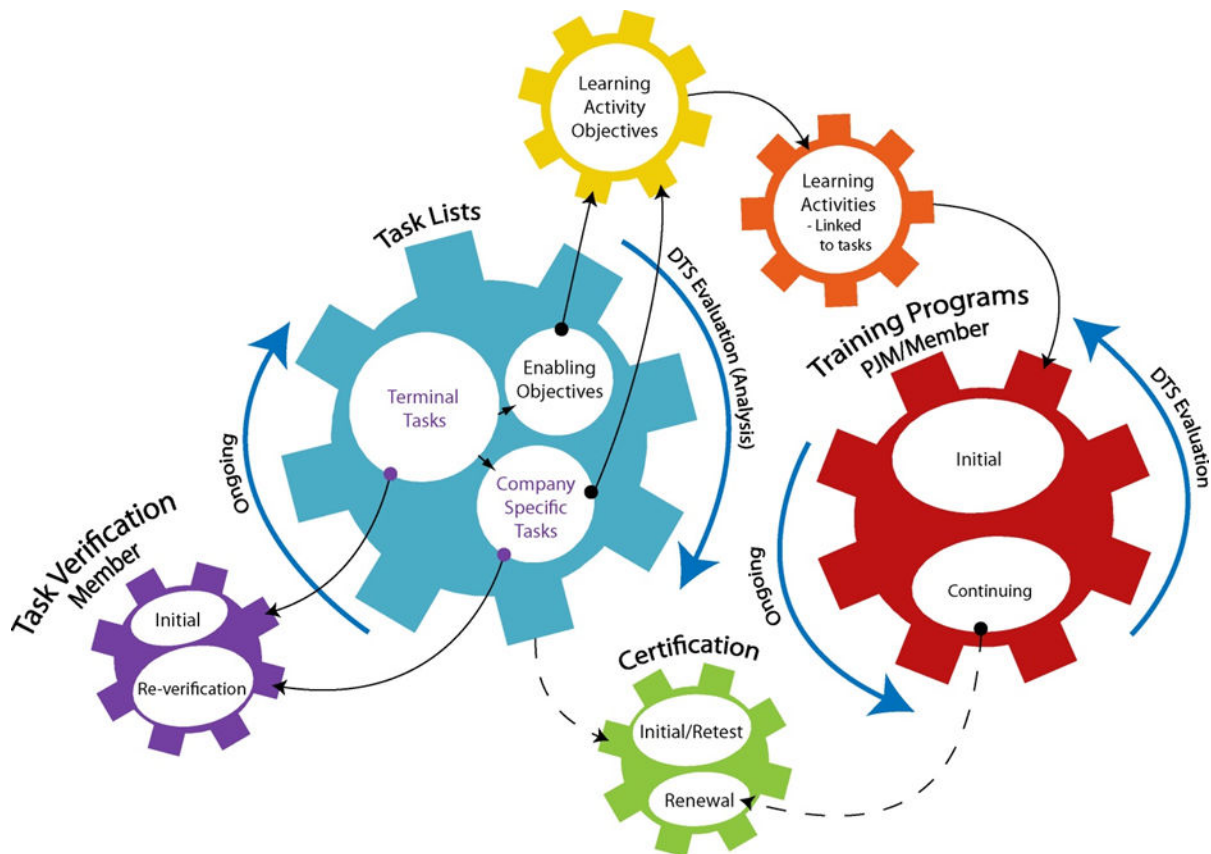 Learning
Activity
Objectives
Learning
Activities
- Linked
to tasks
Task Lists
DTS Evaluation (Analysis)
Training Programs
PJM/Member
Enabling
Objectives
Terminal
Tasks
Company
Specific
Tasks
Ongoing
Initial
Continuing
Ongoing
DTS Evaluation
Task Verification
Member
Initial
Re-verification
Certification
Initial/Retest
Renewal